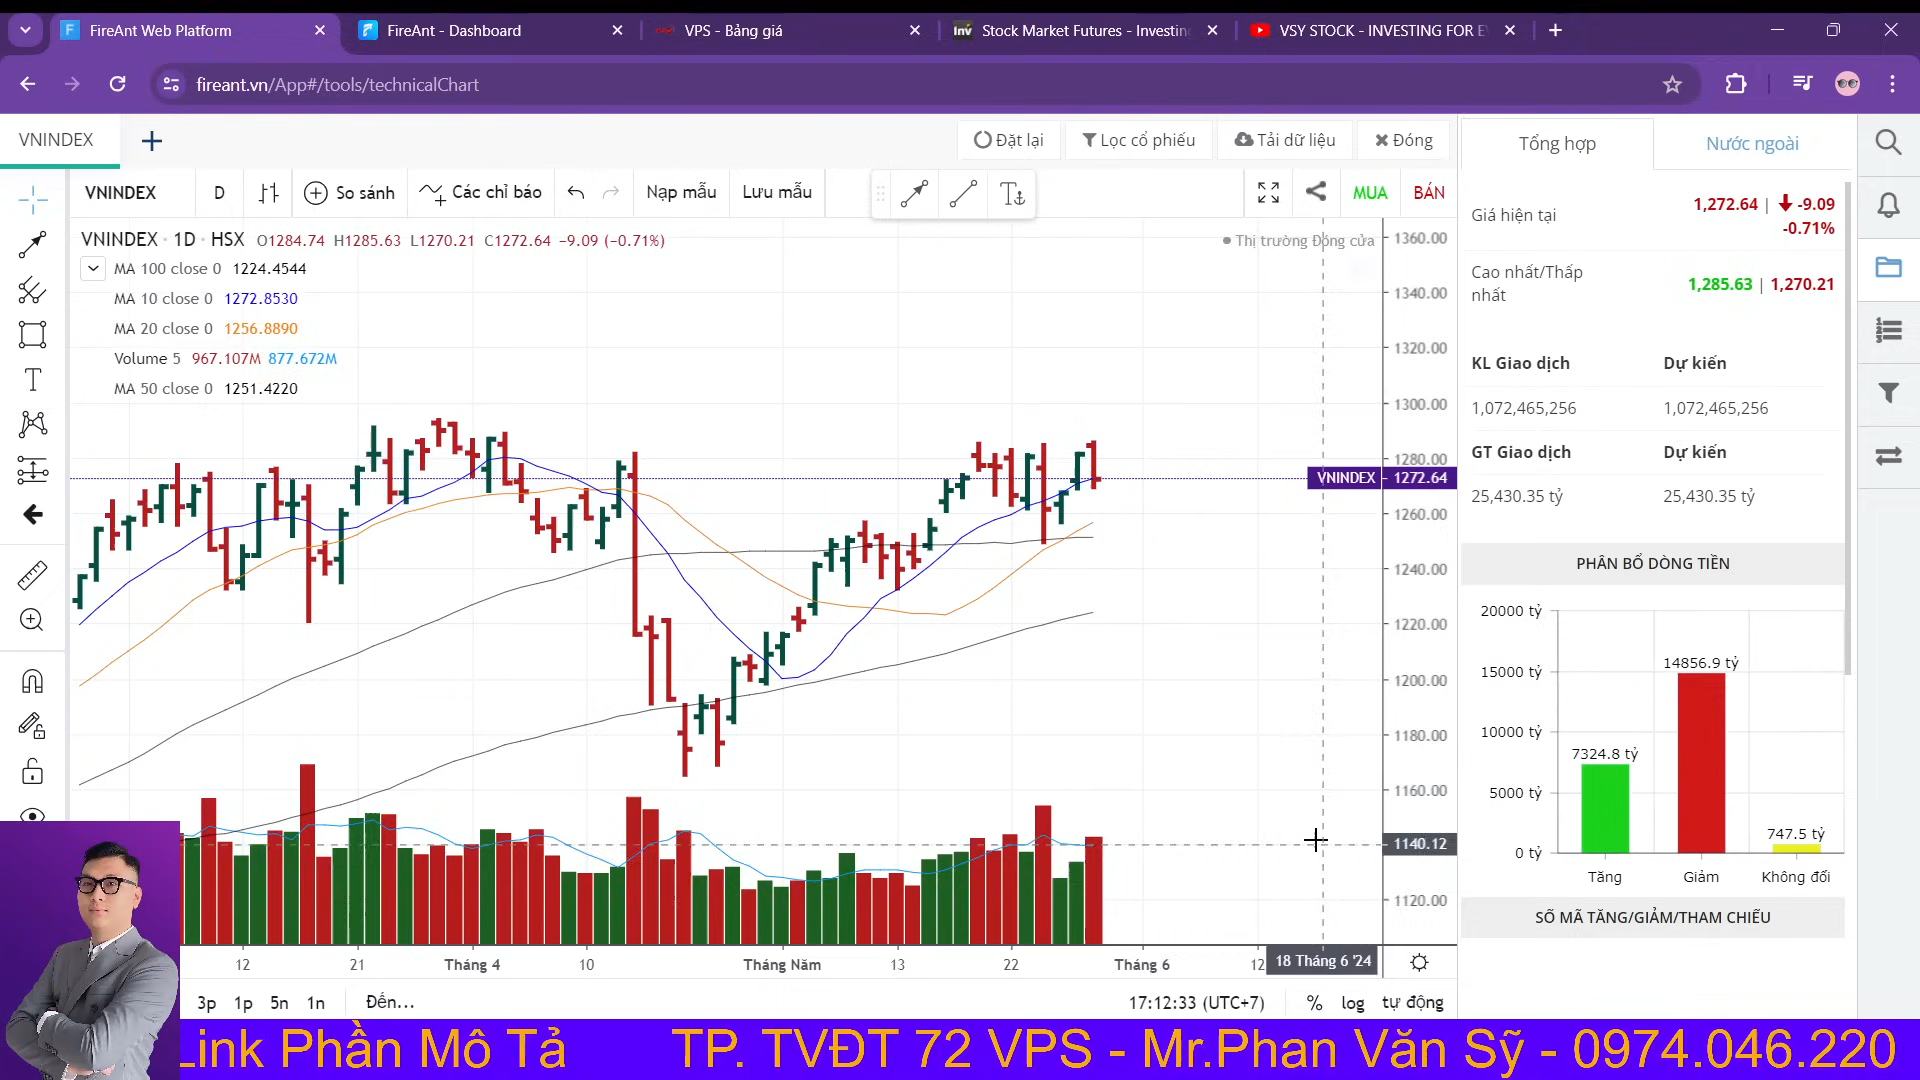 FireAnt Web Platform
FireAnt - Dashboard
VPS - Bảng giá
Stock Market Futures - Investing
VSY STOCK - INVESTING FOR E
fireant.vn/App#/tools/technicalChart
VNINDEX
Đặt lại
Lọc cổ phiếu
Tải dữ liệu
Đóng
VNINDEX
D
So sánh
Các chỉ báo
Nạp mẫu
Lưu mẫu
MUA
BÁN
VNINDEX · 1D · HSX O1284.74 H1285.63 L1270.21 C1272.64 −9.09 (−0.71%)
Thị trường Đóng cửa
MA 100 close 0 1224.4544
MA 10 close 0 1272.8530
MA 20 close 0 1256.8890
Volume 5 967.107M 877.672M
MA 50 close 0 1251.4220
1360.00
1340.00
1320.00
1300.00
1280.00
VNINDEX 1272.64
1260.00
1240.00
1220.00
1200.00
1180.00
1160.00
1140.12
1120.00
12
21
Tháng 4
10
Tháng Năm
13
22
Tháng 6
12
18 Tháng 6 '24
3p 1p 5n 1n
Đến...
17:12:33 (UTC+7)
%
log
tự động
Tổng hợp
Nước ngoài
Giá hiện tại
1,272.64 | -9.09
-0.71%
Cao nhất/Thấp nhất
1,285.63 | 1,270.21
KL Giao dịch
Dự kiến
1,072,465,256
1,072,465,256
GT Giao dịch
Dự kiến
25,430.35 tỷ
25,430.35 tỷ
PHÂN BỔ DÒNG TIỀN
20000 tỷ
15000 tỷ
10000 tỷ
5000 tỷ
0 tỷ
7324.8 tỷ
14856.9 tỷ
747.5 tỷ
Tăng
Giảm
Không đổi
SỐ MÃ TĂNG/GIẢM/THAM CHIẾU
Link Phần Mô Tả
TP. TVĐT 72 VPS - Mr.Phan Văn Sỹ - 0974.046.220